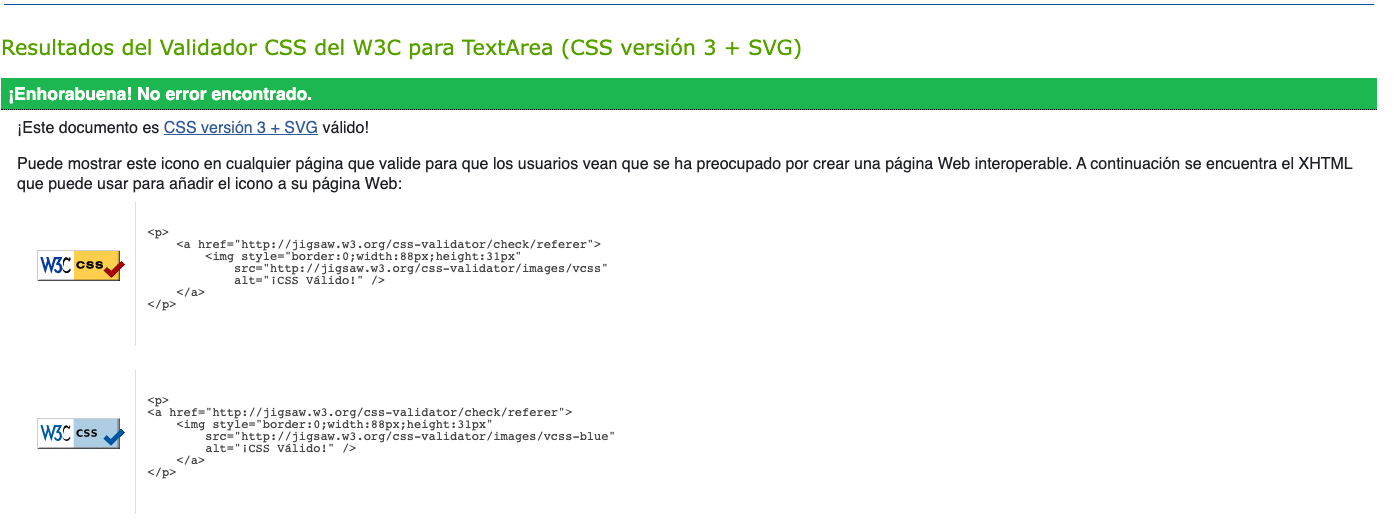 Resultados del Validador CSS del W3C para TextArea (CSS versión 3 + SVG)
¡Enhorabuena! No error encontrado.
¡Este documento es CSS versión 3 + SVG válido!
Puede mostrar este icono en cualquier página que valide para que los usuarios vean que se ha preocupado por crear una página Web interoperable. A continuación se encuentra el XHTML
que puede usar para añadir el icono a su página Web:
W3C css
<p>
    <a href="http://jigsaw.w3.org/css-validator/check/referer">
        <img style="border:0;width:88px;height:31px"
            src="http://jigsaw.w3.org/css-validator/images/vcss"
            alt="¡CSS Válido!" />
    </a>
</p>
W3C css
<p>
<a href="http://jigsaw.w3.org/css-validator/check/referer">
    <img style="border:0;width:88px;height:31px"
        src="http://jigsaw.w3.org/css-validator/images/vcss-blue"
        alt="¡CSS Válido!" />
    </a>
</p>